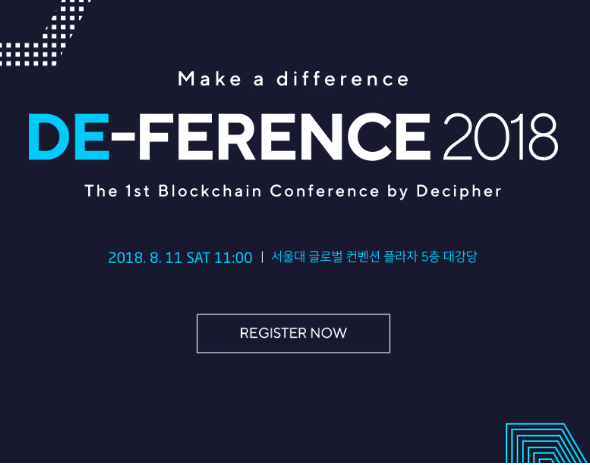 Make a difference
DE-FERENCE 2018
The 1st Blockchain Conference by Decipher
2018. 8. 11 SAT 11:00 | 서울대 글로벌 컨벤션 플라자 5층 대강당
REGISTER NOW